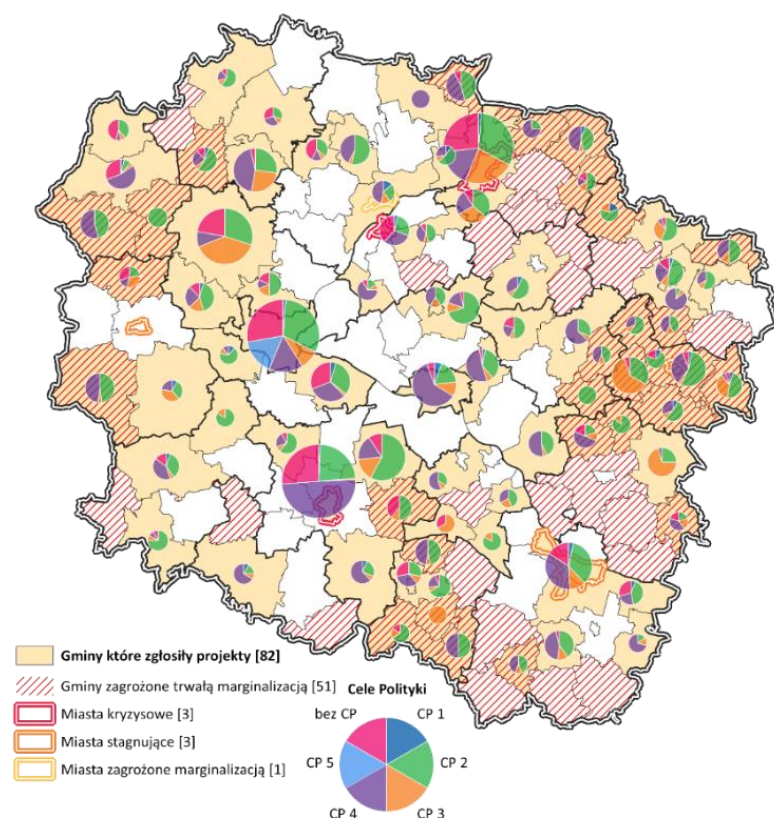 Gminy które zgłosiły projekty [82]
Gminy zagrożone trwałą marginalizacją [51]
Miasta kryzysowe [3]
Miasta stagnujące [3]
Miasta zagrożone marginalizacją [1]
Cele Polityki
bez CP
CP 1
CP 5
CP 2
CP 4
CP 3